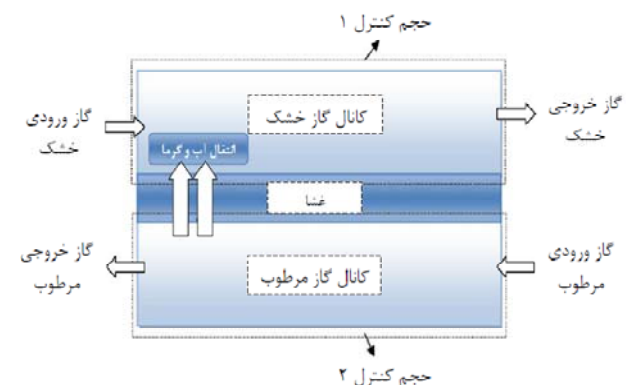 حجم کنترل ۱
گاز ورودی
خشک
کانال گاز خشک
گاز خروجی
خشک
انتقال آب و گرما
غشا
گاز ورودی
مرطوب
کانال گاز مرطوب
گاز خروجی
مرطوب
حجم کنترل ۲